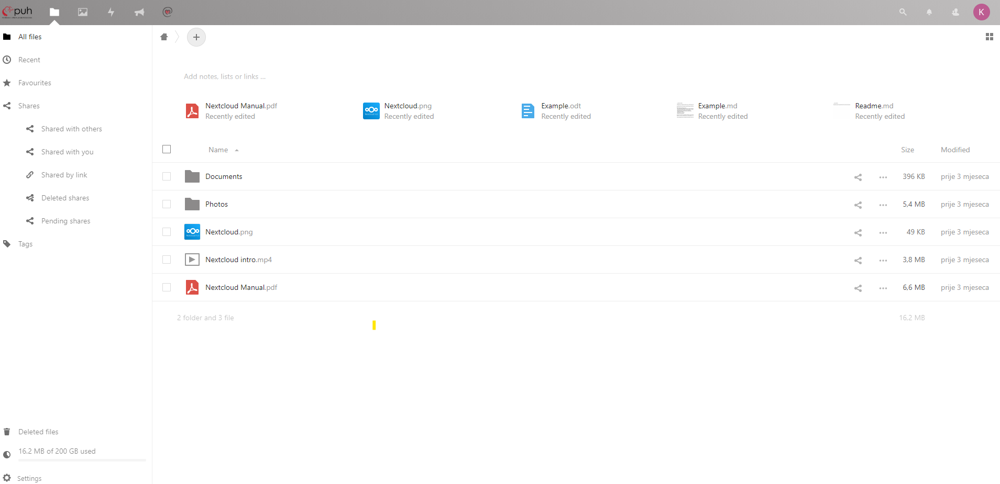 puh
K
All files
Recent
Favourites
Shares
Shared with others
Shared with you
Shared by link
Deleted shares
Pending shares
Tags
Deleted files
16.2 MB of 200 GB used
Settings
Add notes, lists or links ...
Nextcloud Manual.pdf
Recently edited
Nextcloud.png
Recently edited
Example.odt
Recently edited
Example.md
Recently edited
Readme.md
Recently edited
Name Size Modified
Documents 396 KB prije 3 mjeseca
Photos 5,4 MB prije 3 mjeseca
Nextcloud.png 49 KB prije 3 mjeseca
Nextcloud intro.mp4 3,8 MB prije 3 mjeseca
Nextcloud Manual.pdf 6,6 MB prije 3 mjeseca
2 folder and 3 file 16,2 MB